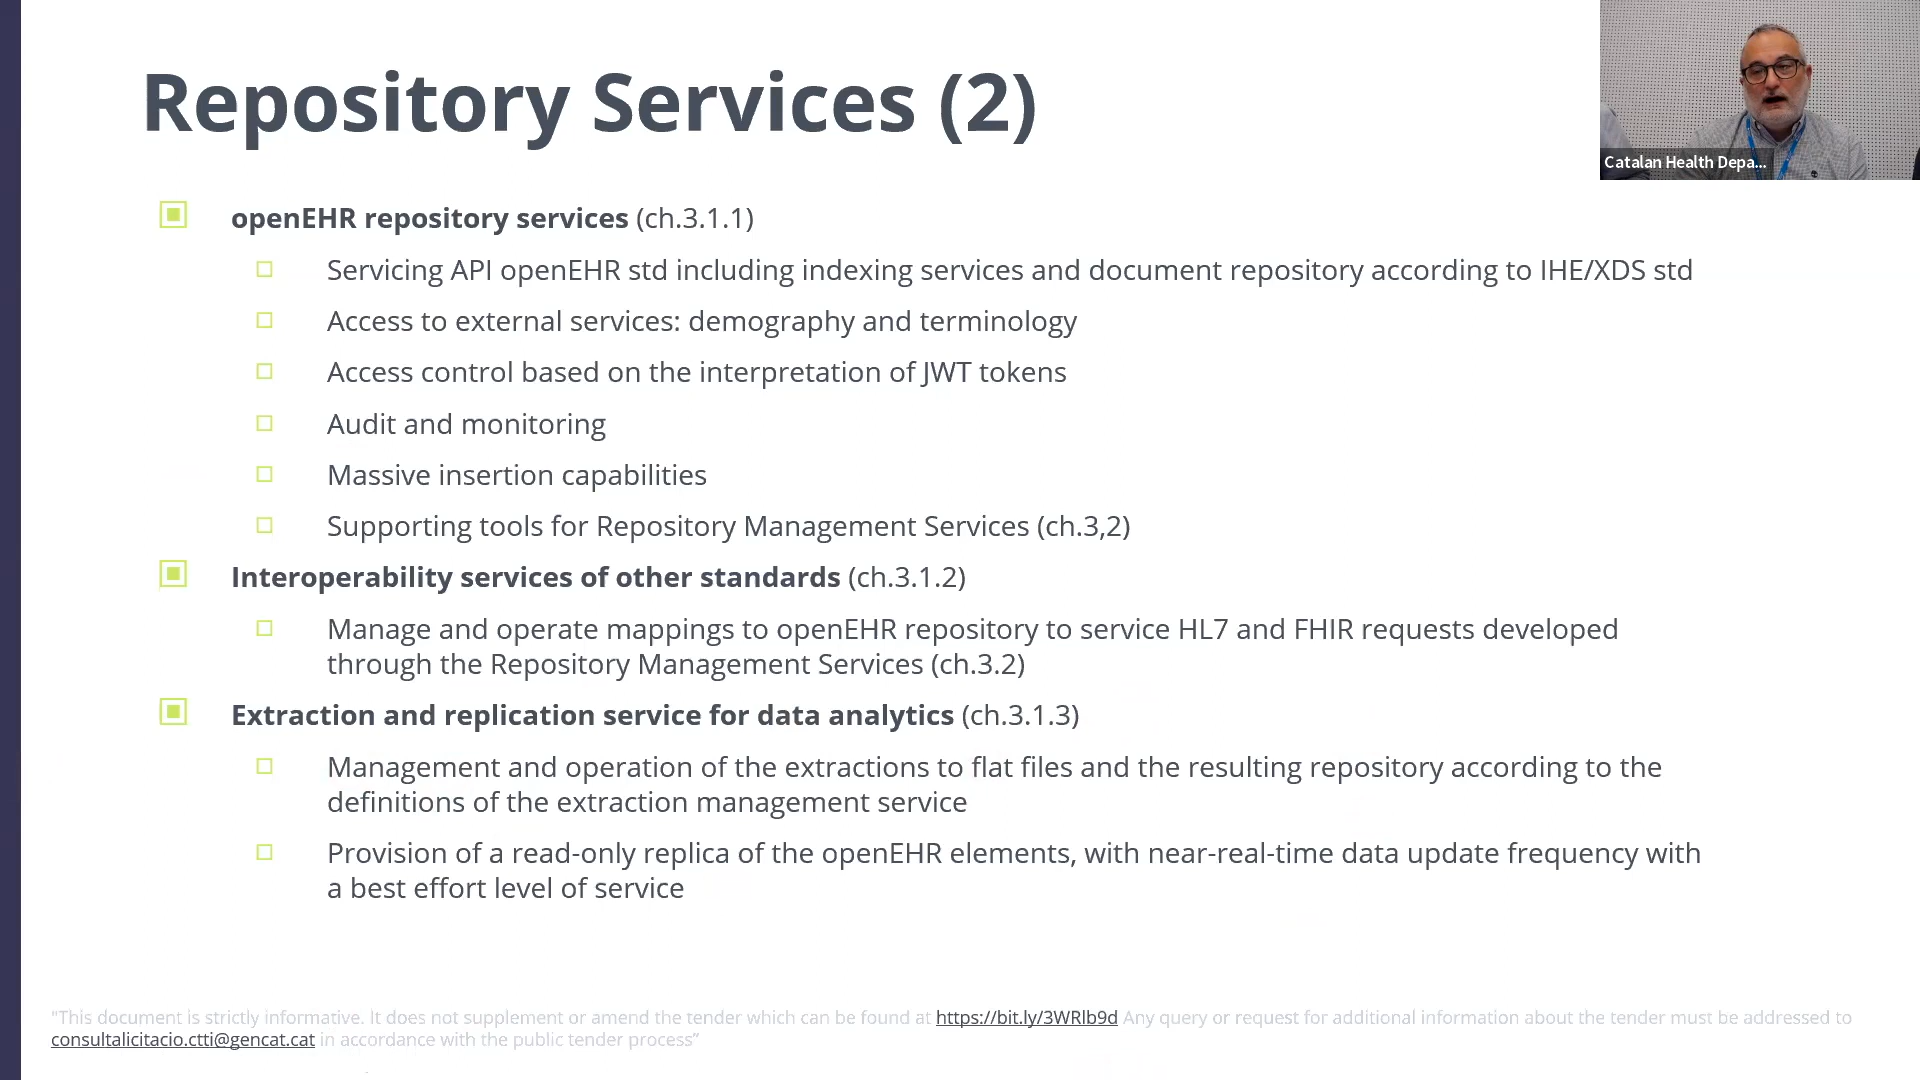 Repository Services (2)
Catalan Health Depa...
openEHR repository services (ch.3.1.1)
Servicing API openEHR std including indexing services and document repository according to IHE/XDS std
Access to external services: demography and terminology
Access control based on the interpretation of JWT tokens
Audit and monitoring
Massive insertion capabilities
Supporting tools for Repository Management Services (ch.3,2)
Interoperability services of other standards (ch.3.1.2)
Manage and operate mappings to openEHR repository to service HL7 and FHIR requests developed
through the Repository Management Services (ch.3.2)
Extraction and replication service for data analytics (ch.3.1.3)
Management and operation of the extractions to flat files and the resulting repository according to the
definitions of the extraction management service
Provision of a read-only replica of the openEHR elements, with near-real-time data update frequency with
a best effort level of service
"This document is strictly informative. It does not supplement or amend the tender which can be found at https://bit.ly/3WRlb9d Any query or request for additional information about the tender must be addressed to
consultalicitacio.ctti@gencat.cat in accordance with the public tender process”